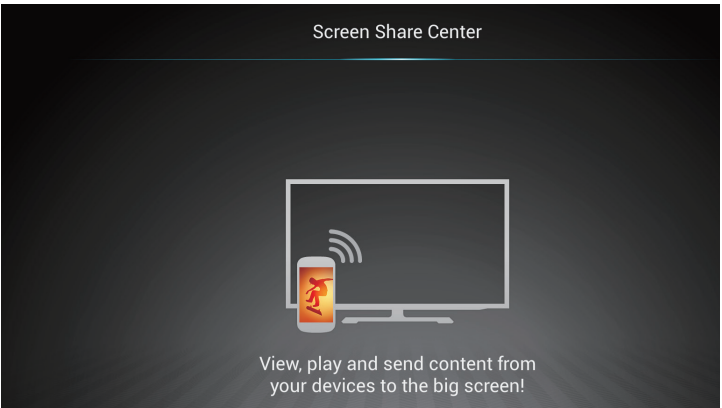 Screen Share Center
View, play and send content from
your devices to the big screen!